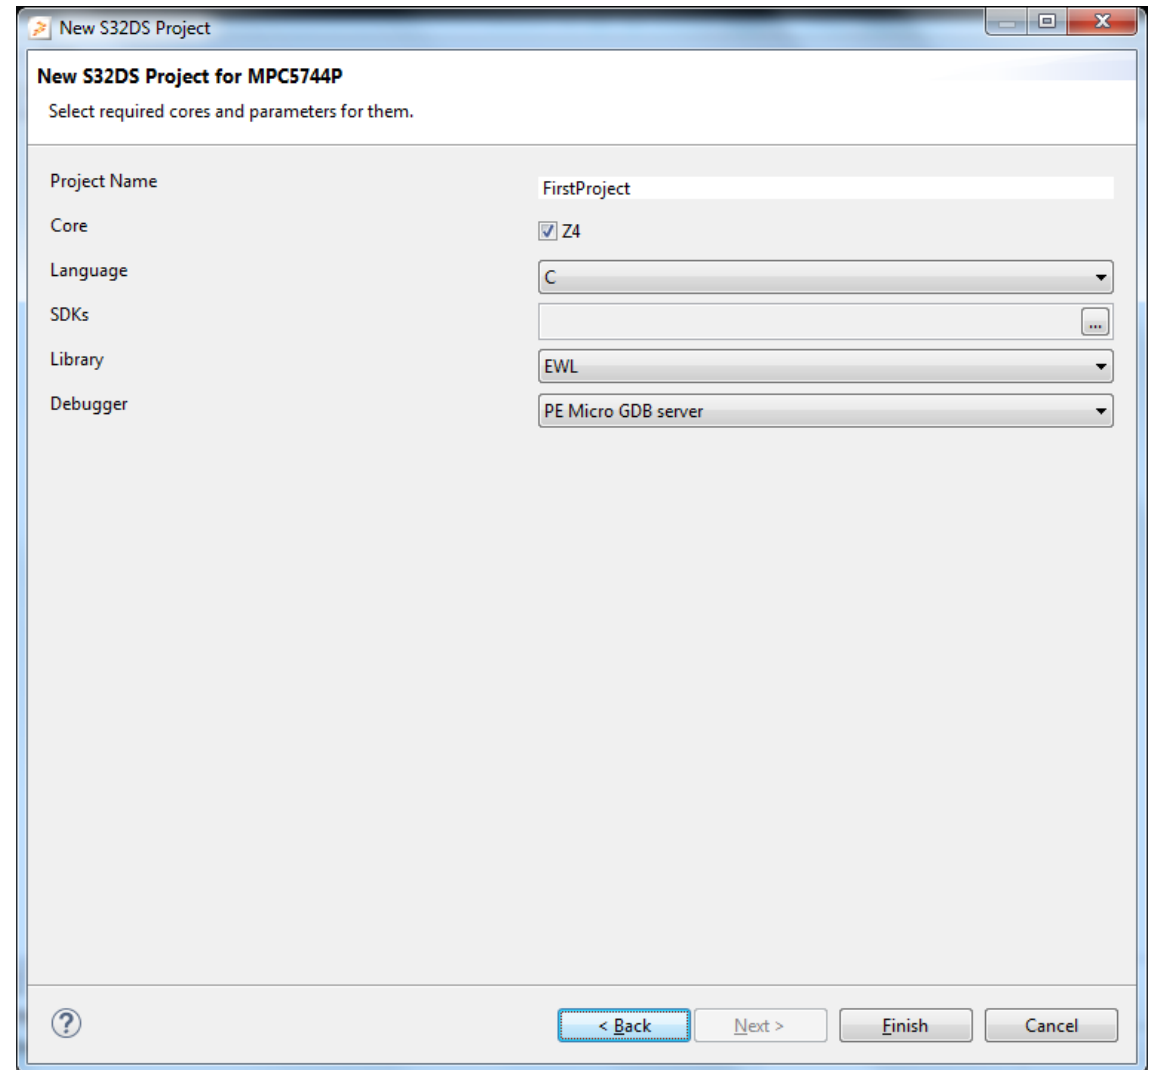 New S32DS Project
New S32DS Project for MPC5744P
Select required cores and parameters for them.
Project Name
FirstProject
Core
Z4
Language
C
SDKs
...
Library
EWL
Debugger
PE Micro GDB server
?
< Back
Next >
Finish
Cancel